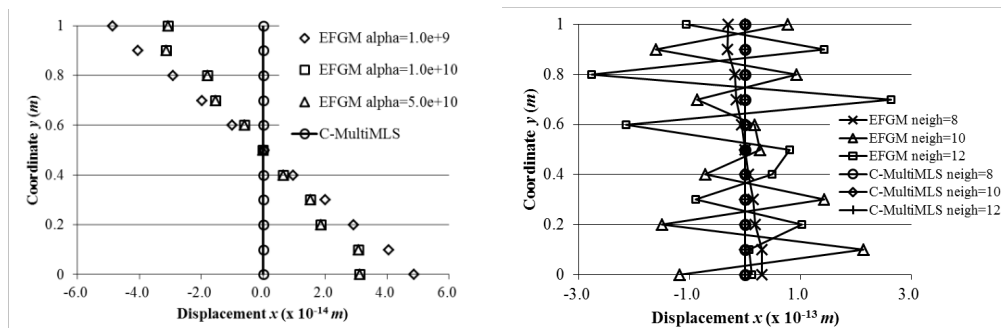 1
0.8
0.6
0.4
0.2
0
-6.0
-4.0
-2.0
0.0
2.0
4.0
6.0
Coordinate y (m)
Displacement x (x 10⁻¹⁴ m)
EFGM alpha=1.0e+9
EFGM alpha=1.0e+10
EFGM alpha=5.0e+10
C-MultiMLS
1
0.8
0.6
0.4
0.2
0
-3.0
-1.0
1.0
3.0
Coordinate y (m)
Displacement x (x 10⁻¹³ m)
EFGM neigh=8
EFGM neigh=10
EFGM neigh=12
C-MultiMLS neigh=8
C-MultiMLS neigh=10
C-MultiMLS neigh=12